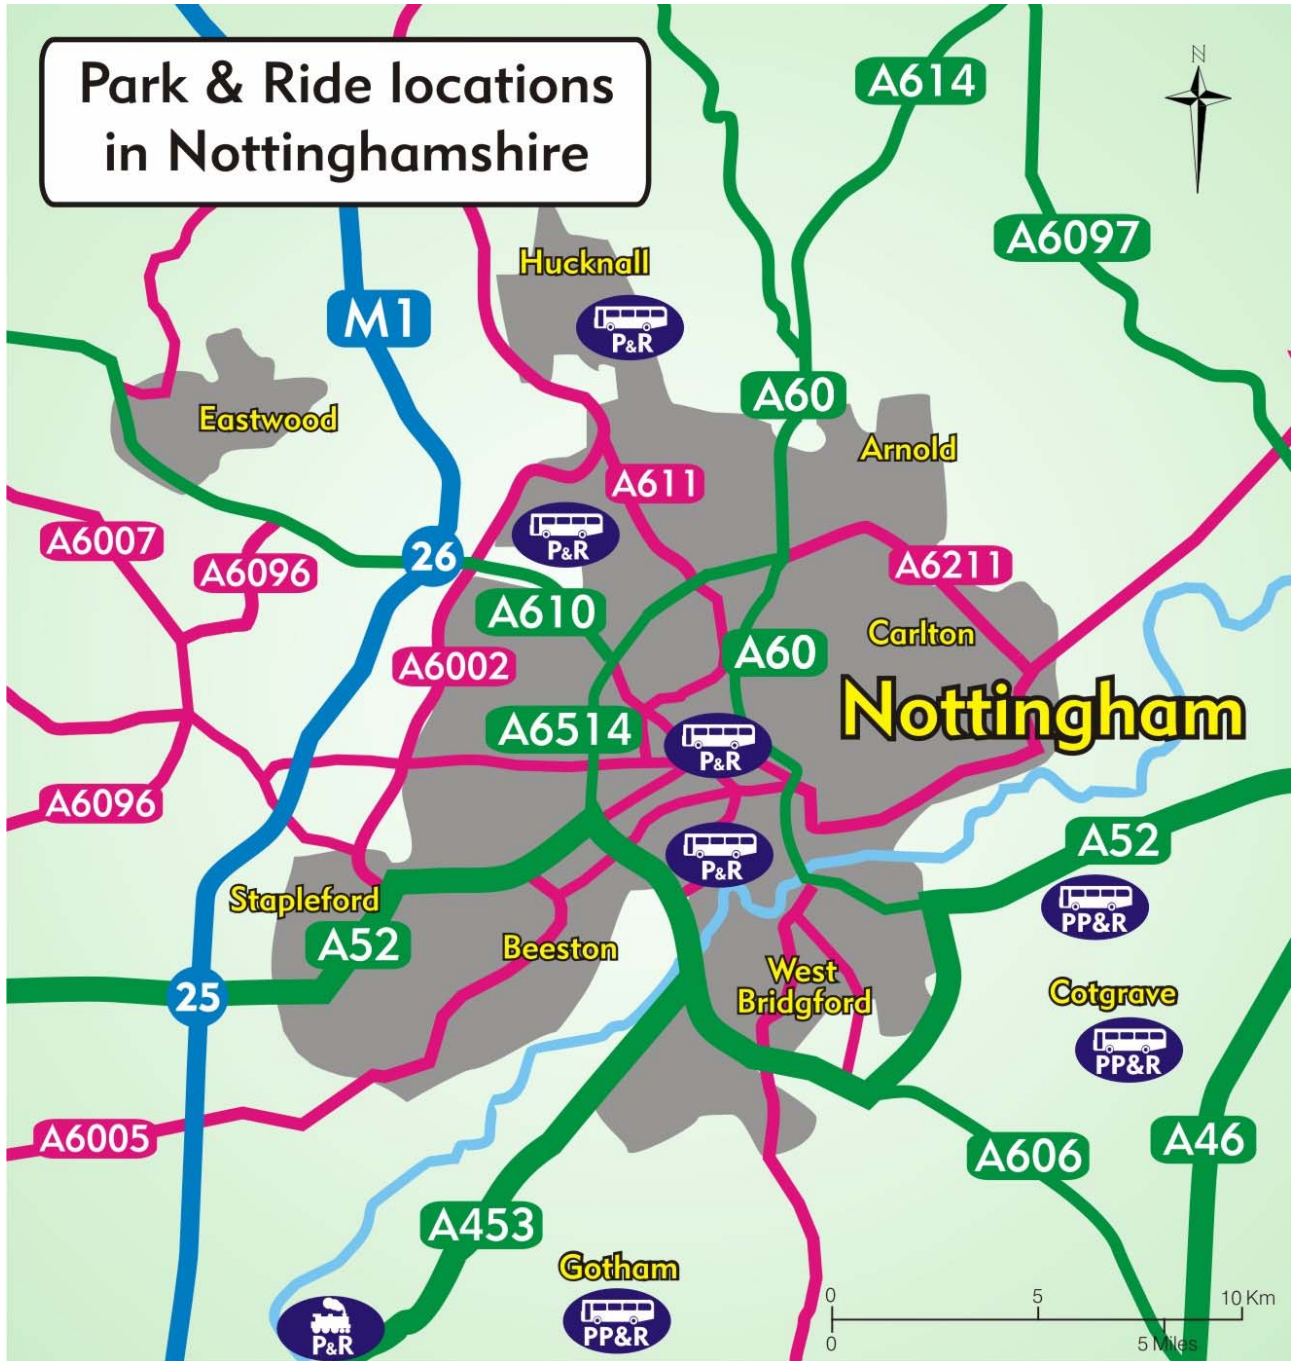 Park & Ride locations
in Nottinghamshire
N
A614
A6097
Hucknall
P&R
M1
A60
Eastwood
Arnold
A611
P&R
A6007
26
A6096
A6211
A610
Carlton
A60
A6002
Nottingham
A6514
P&R
A6096
A52
P&R
Stapleford
PP&R
A52
Beeston
West
Bridgford
25
Cotgrave
PP&R
A6005
A46
A606
A453
Gotham
0 5 10 Km
P&R
PP&R
0 5 Miles